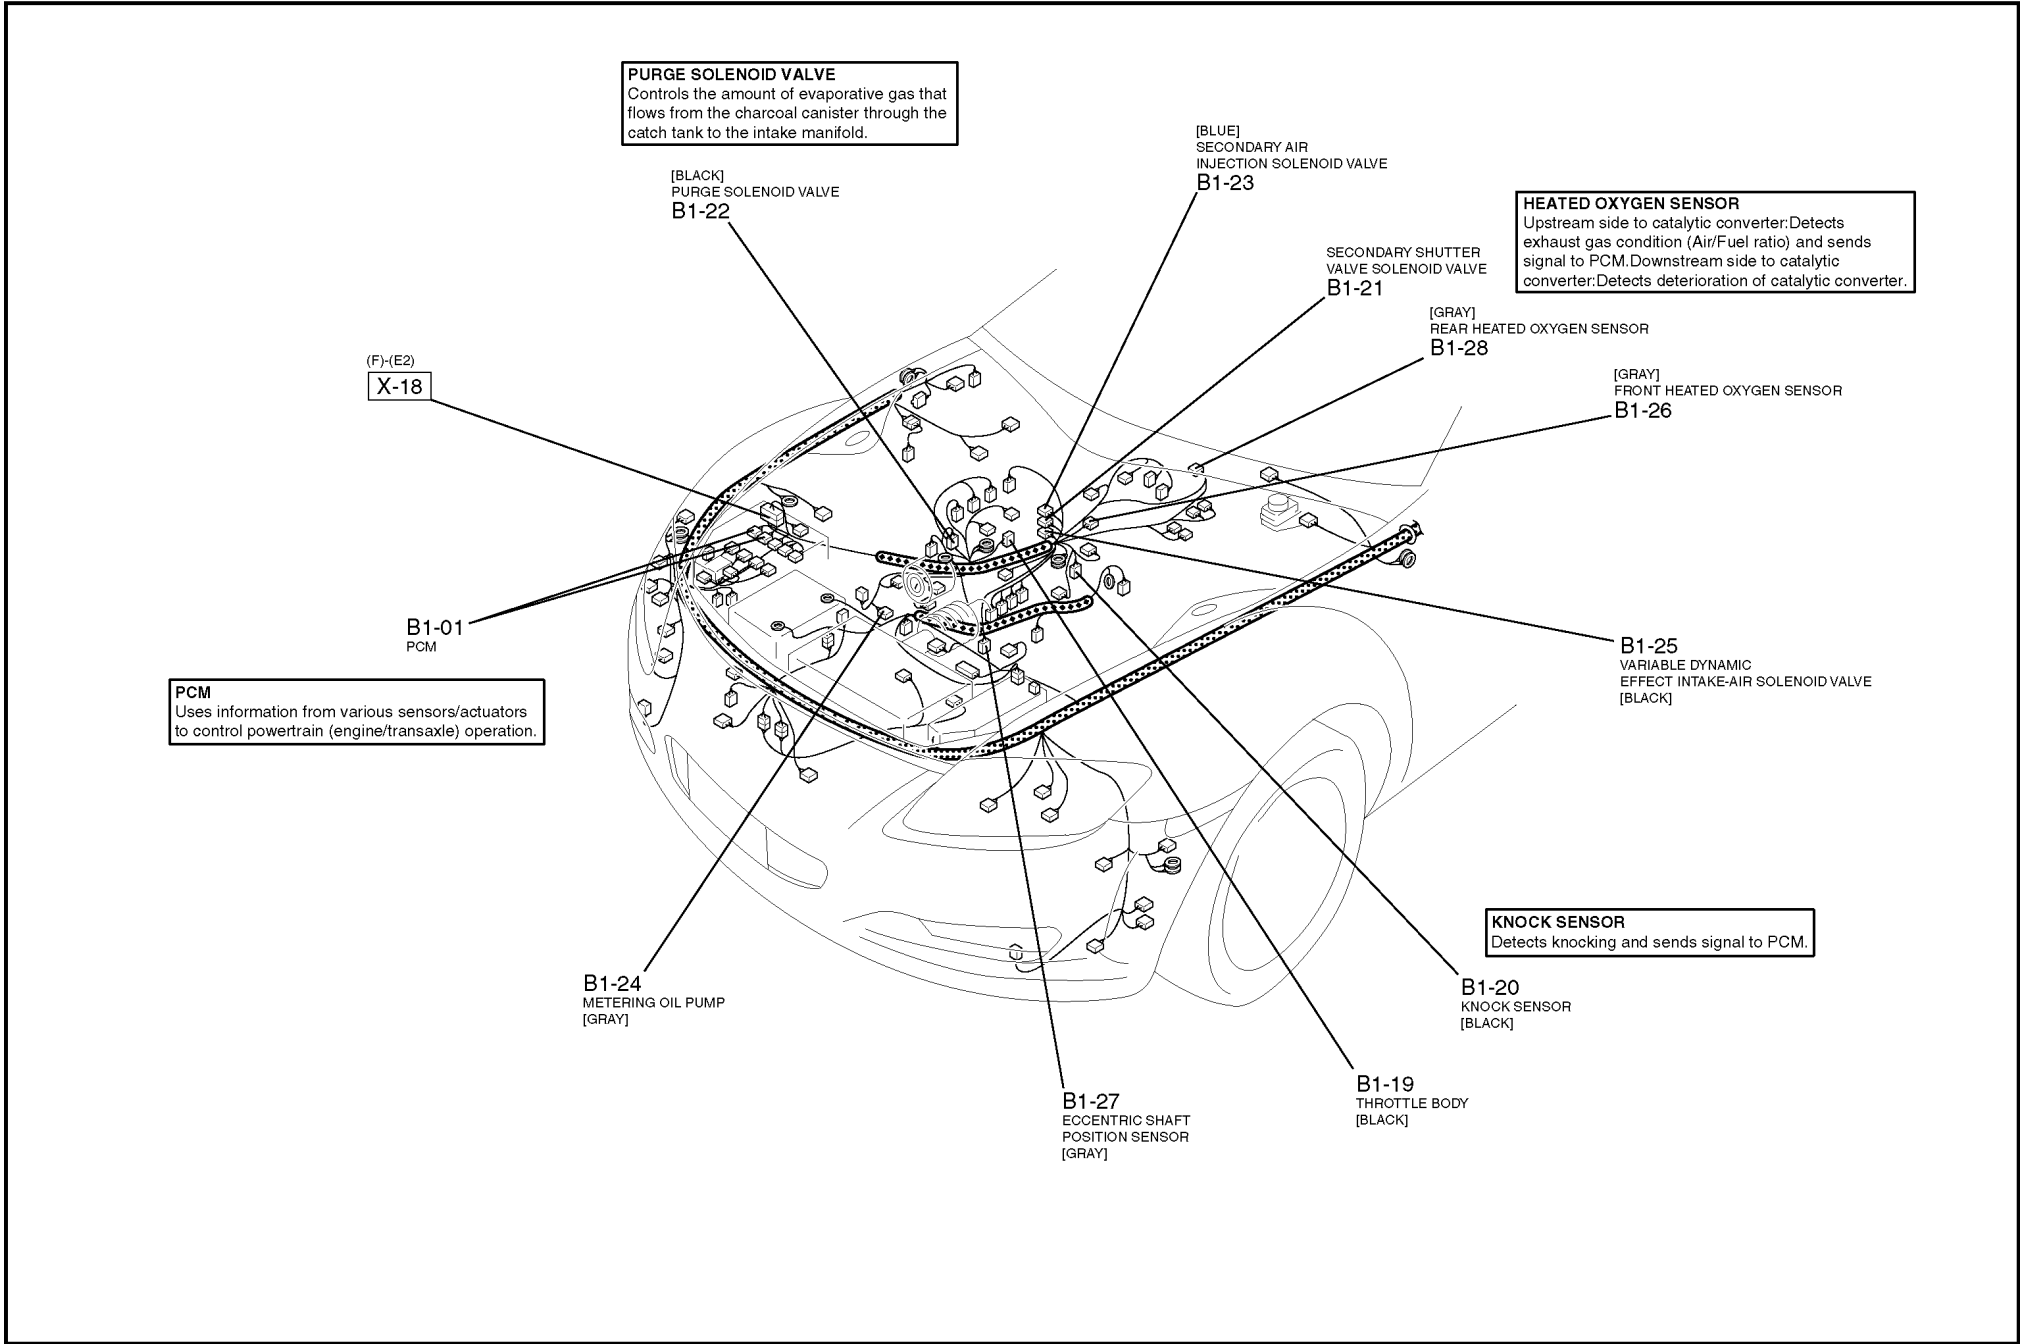 PURGE SOLENOID VALVE
Controls the amount of evaporative gas that
flows from the charcoal canister through the
catch tank to the intake manifold.
[BLACK]
PURGE SOLENOID VALVE
B1-22
[BLUE]
SECONDARY AIR
INJECTION SOLENOID VALVE
B1-23
HEATED OXYGEN SENSOR
Upstream side to catalytic converter:Detects
exhaust gas condition (Air/Fuel ratio) and sends
signal to PCM.Downstream side to catalytic
converter:Detects deterioration of catalytic converter.
SECONDARY SHUTTER
VALVE SOLENOID VALVE
B1-21
[GRAY]
REAR HEATED OXYGEN SENSOR
B1-28
(F)-(E2)
X-18
[GRAY]
FRONT HEATED OXYGEN SENSOR
B1-26
B1-01
PCM
B1-25
VARIABLE DYNAMIC
EFFECT INTAKE-AIR SOLENOID VALVE
[BLACK]
PCM
Uses information from various sensors/actuators
to control powertrain (engine/transaxle) operation.
KNOCK SENSOR
Detects knocking and sends signal to PCM.
B1-24
METERING OIL PUMP
[GRAY]
B1-20
KNOCK SENSOR
[BLACK]
B1-27
ECCENTRIC SHAFT
POSITION SENSOR
[GRAY]
B1-19
THROTTLE BODY
[BLACK]